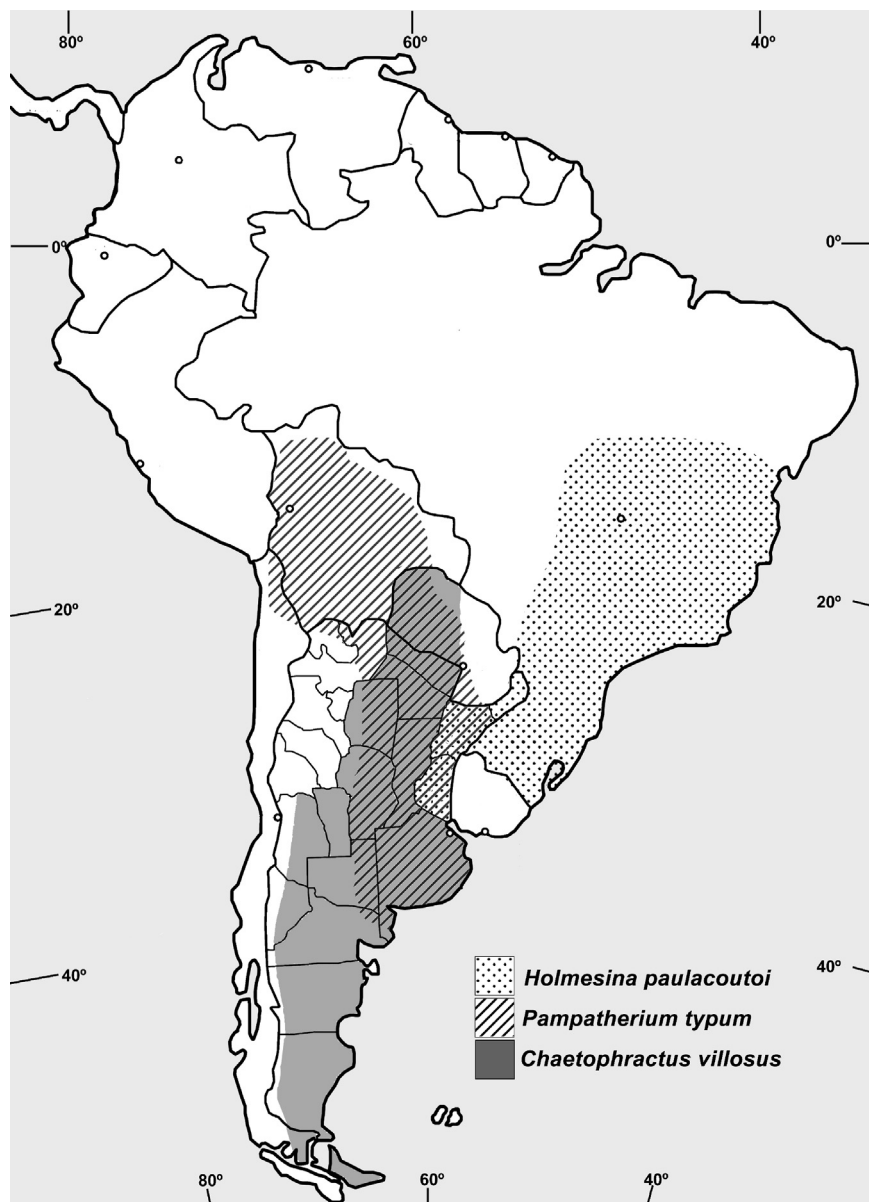 80º 60º 40º
0º 0º
20º 20º
Holmesina paulacoutoi
40º 40º
Pampatherium typum
Chaetophractus villosus
80º 60º 40º